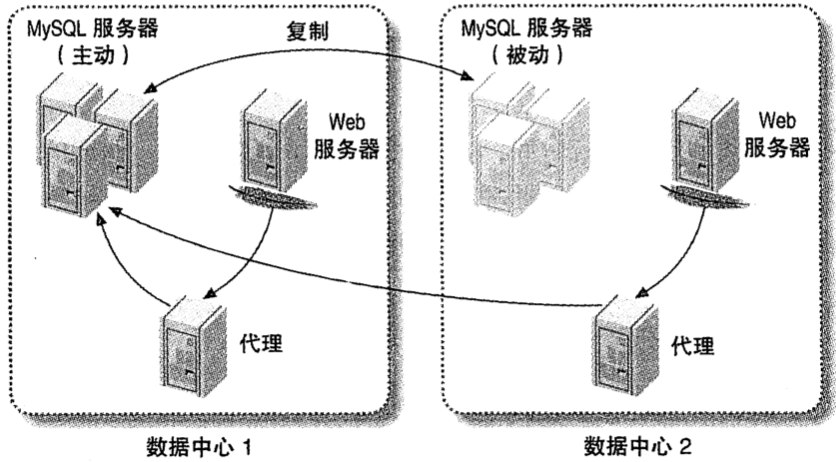 MySQL 服务器
（主动）
复制
Web
服务器
代理
数据中心 1
MySQL 服务器
（被动）
Web
服务器
代理
数据中心 2